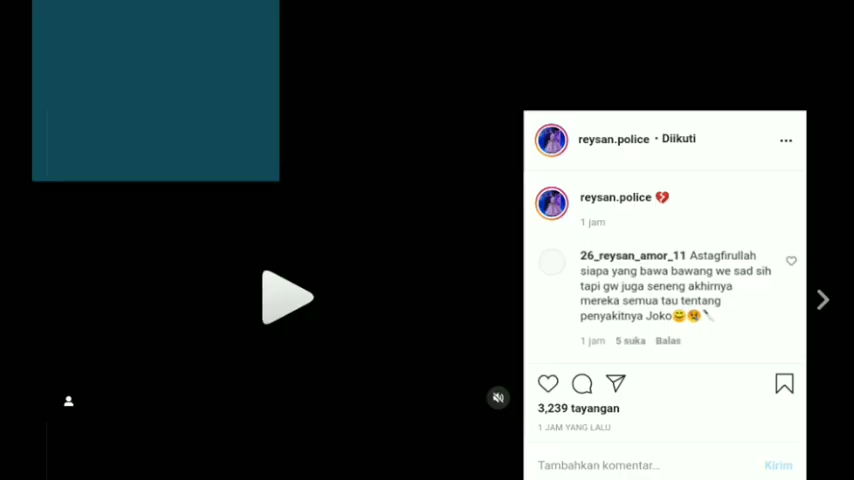 reysan.police • Diikuti
reysan.police 💔
1 jam
26_reysan_amor_11 Astagfirullah
siapa yang bawa bawang we sad sih
tapi gw juga seneng akhirnya
mereka semua tau tentang
penyakitnya Joko😊😢🔪
1 jam 5 suka Balas
3,239 tayangan
1 JAM YANG LALU
Tambahkan komentar... Kirim